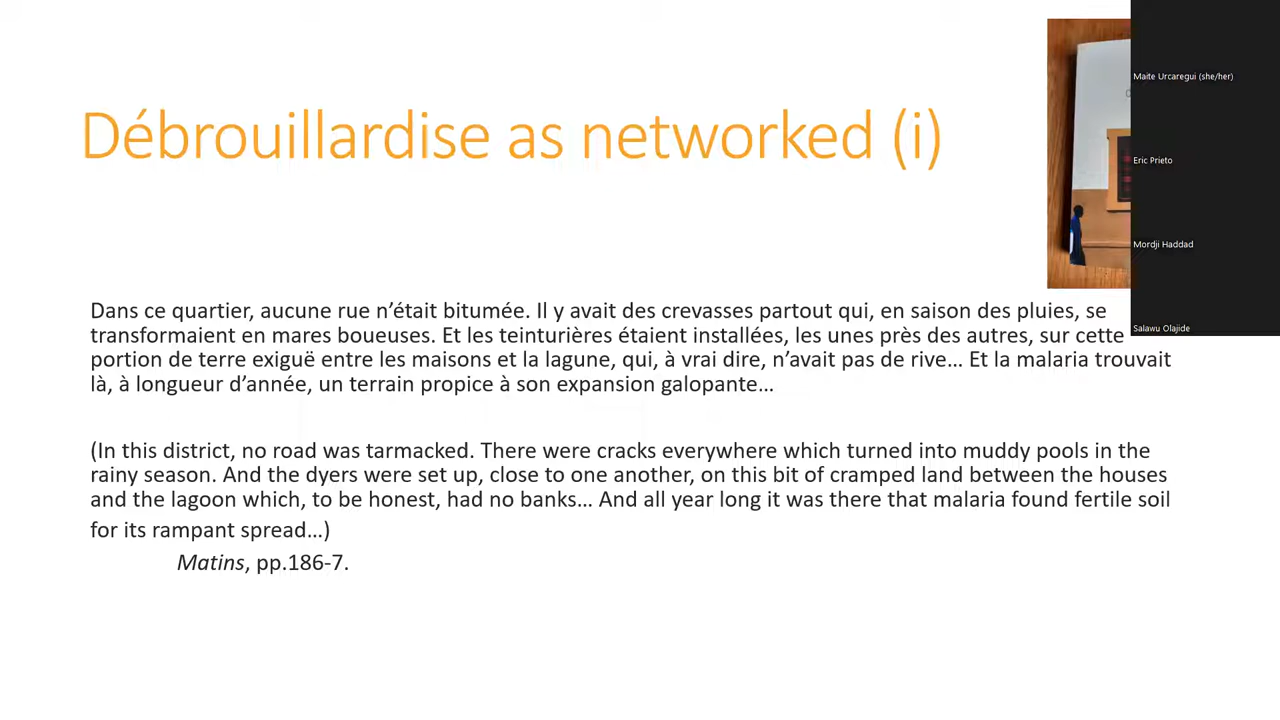 Débrouillardise as networked (i)
Maite Urcaregui (she/her)
Eric Prieto
Mordji Haddad
Salawu Olajide
Dans ce quartier, aucune rue n’était bitumée. Il y avait des crevasses partout qui, en saison des pluies, se
transformaient en mares boueuses. Et les teinturières étaient installées, les unes près des autres, sur cette
portion de terre exiguë entre les maisons et la lagune, qui, à vrai dire, n’avait pas de rive… Et la malaria trouvait
là, à longueur d’année, un terrain propice à son expansion galopante…
(In this district, no road was tarmacked. There were cracks everywhere which turned into muddy pools in the
rainy season. And the dyers were set up, close to one another, on this bit of cramped land between the houses
and the lagoon which, to be honest, had no banks… And all year long it was there that malaria found fertile soil
for its rampant spread…)
Matins, pp.186-7.